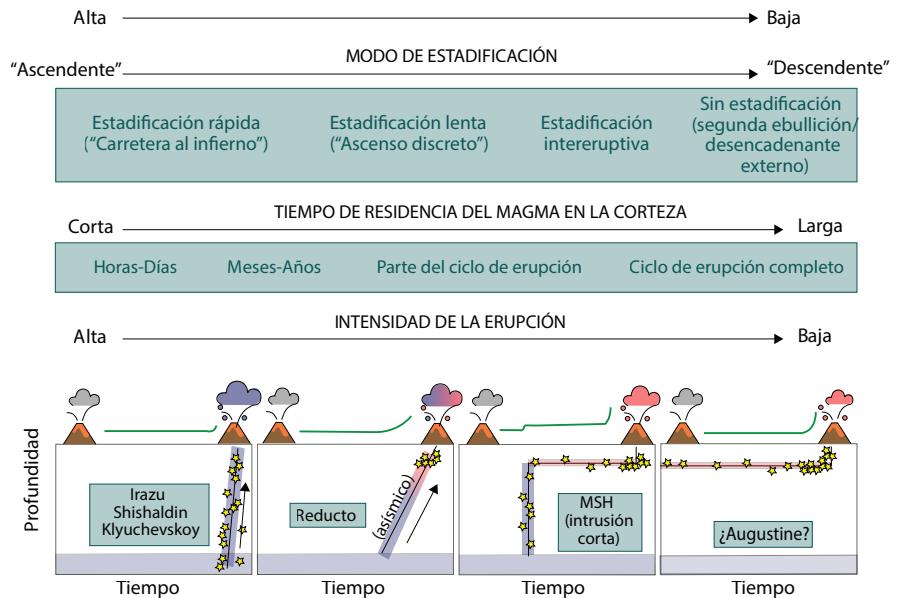 Alta Baja
MODO DE ESTADIFICACIÓN
“Ascendente” “Descendente”
Estadificación rápida
(“Carretera al infierno”)
Estadificación lenta
(“Ascenso discreto”)
Estadificación
intereruptiva
Sin estadificación
(segunda ebullición/
desencadenante
externo)
TIEMPO DE RESIDENCIA DEL MAGMA EN LA CORTEZA
Corta Larga
Horas-Días Meses-Años Parte del ciclo de erupción Ciclo de erupción completo
INTENSIDAD DE LA ERUPCIÓN
Alta Baja
Profundidad
Irazu
Shishaldin
Klyuchevskoy
Reducto
(asísmico)
MSH
(intrusión
corta)
¿Augustine?
Tiempo Tiempo Tiempo Tiempo